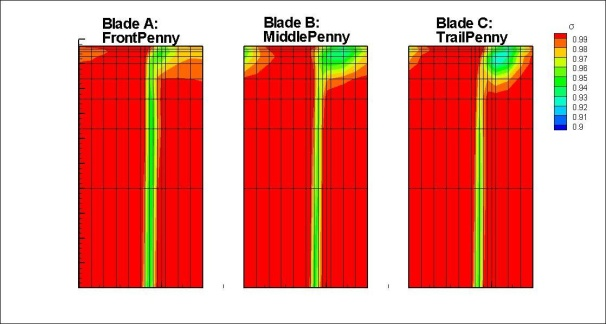 Blade A:
FrontPenny
Blade B:
MiddlePenny
Blade C:
TrailPenny
σ
0.99
0.98
0.97
0.96
0.95
0.94
0.93
0.92
0.91
0.9